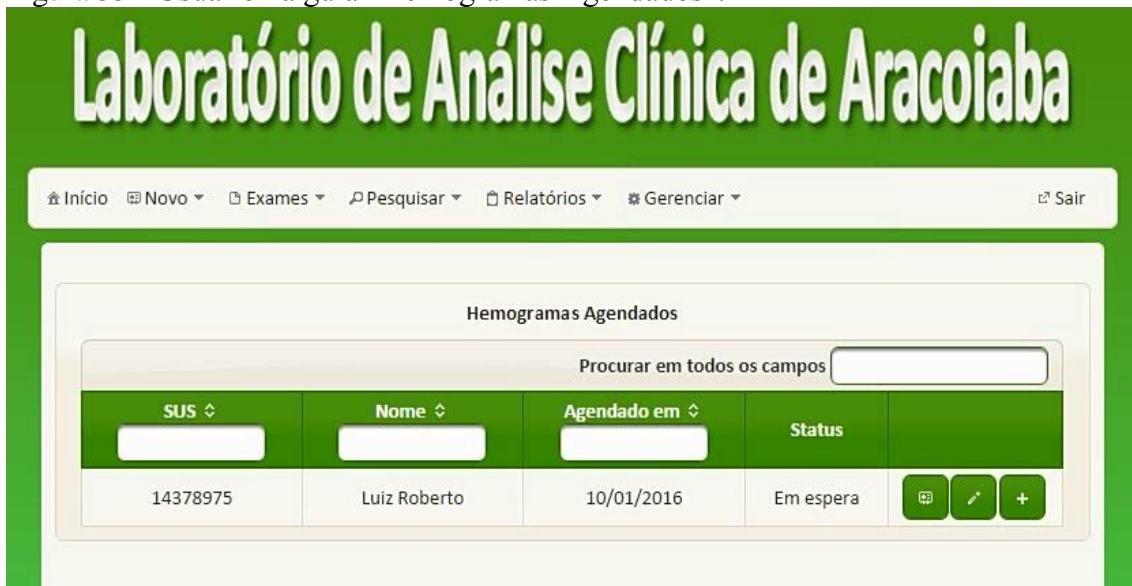 Laboratório de Análise Clínica de Aracoiaba
Início Novo Exames Pesquisar Relatórios Gerenciar Sair
Hemogramas Agendados
Procurar em todos os campos
SUS Nome Agendado em Status
14378975 Luiz Roberto 10/01/2016 Em espera